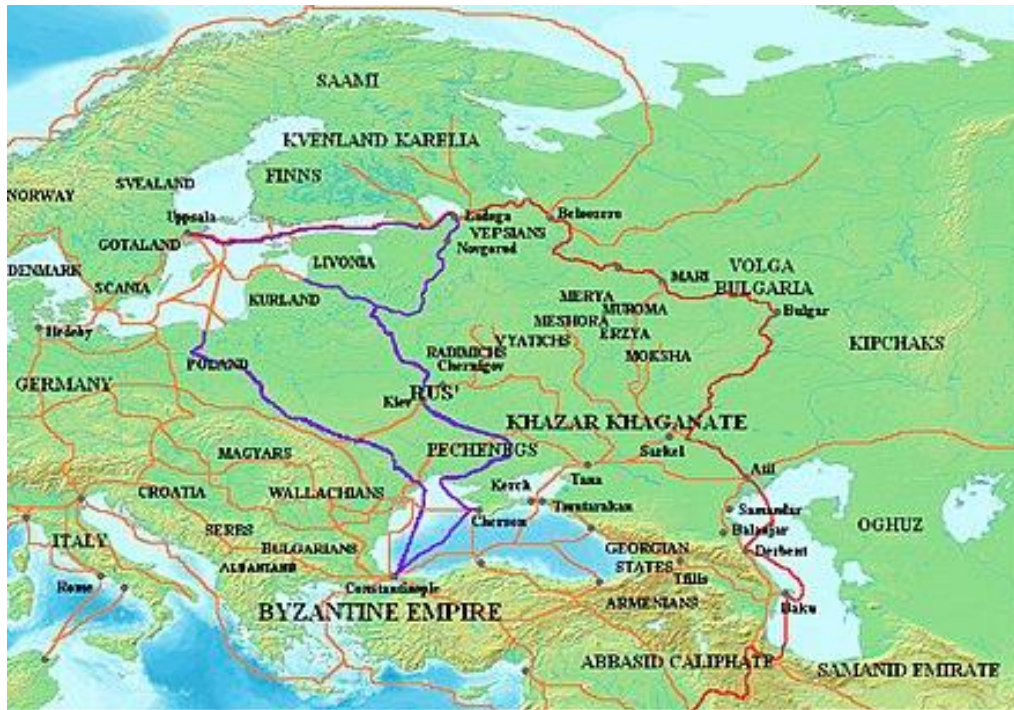 SAAMI
KVENLAND KARELIA
FINNS
SVEALAND
NORWAY
Uppsala
Ladoga
Beloozero
VEPSIANS
Novgorod
GOTALAND
LIVONIA
DENMARK
SCANIA
KURLAND
MARI
VOLGA
BULGARIA
MERYA
MUROMA
Bulgar
MESHORA
ERZYA
VYATICHS
Hedeby
KIPCHAKS
RADIMICHS
MOKSHA
Chernigov
POLAND
GERMANY
RUS'
Kiev
KHAZAR KHAGANATE
PECHENEGS
Sarkel
MAGYARS
Atil
Tana
CROATIA
WALLACHIANS
Kerch
Tmutarakan
Samandar
Cherson
OGHUZ
SERBS
Balanjar
ITALY
BULGARIANS
GEORGIAN
STATES
Derbent
ALBANIANS
Tiflis
Rome
Constantinople
ARMENIANS
Baku
BYZANTINE EMPIRE
ABBASID CALIPHATE
SAMANID EMIRATE